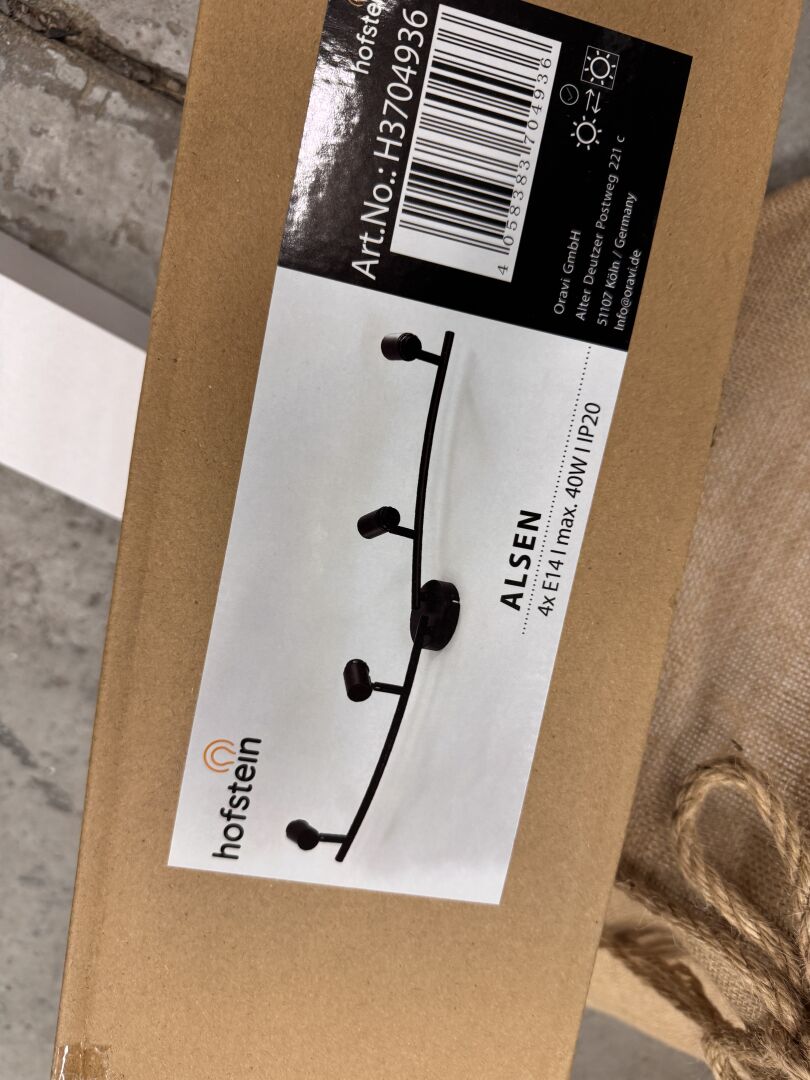 hofstein
ALSEN
4x E14 I max. 40W I IP20
hofste
Art.No.: H3704936
4 058383 704936
Oravi GmbH
Alter Deutzer Postweg 221 c
51107 Köln / Germany
Info@oravi.de